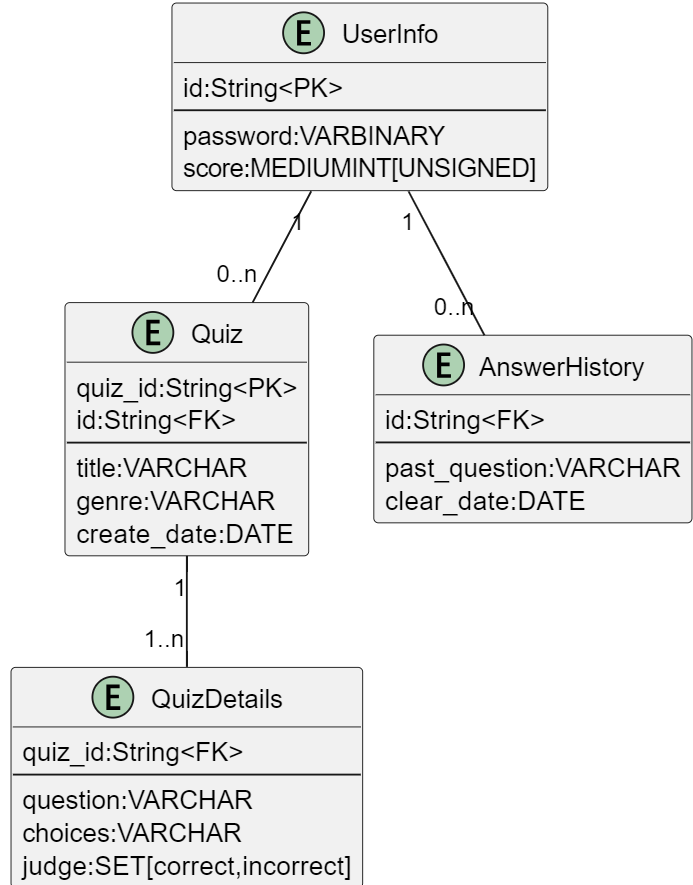 E UserInfo
id:String<PK>
password:VARBINARY
score:MEDIUMINT[UNSIGNED]
1
1
0..n
0..n
E Quiz
quiz_id:String<PK>
id:String<FK>
title:VARCHAR
genre:VARCHAR
create_date:DATE
E AnswerHistory
id:String<FK>
past_question:VARCHAR
clear_date:DATE
1
1..n
E QuizDetails
quiz_id:String<FK>
question:VARCHAR
choices:VARCHAR
judge:SET[correct,incorrect]